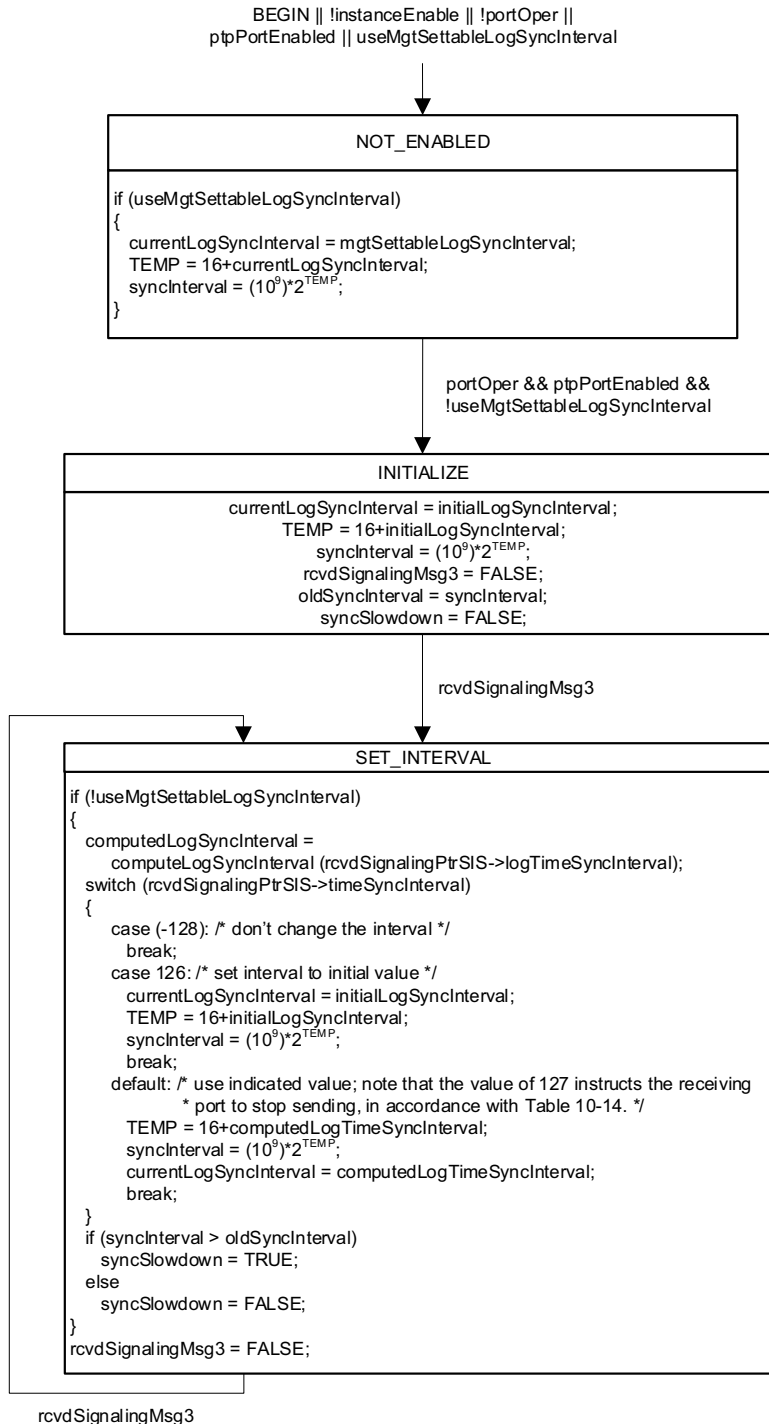 BEGIN || !instanceEnable || !portOper ||
ptpPortEnabled || useMgtSettableLogSyncInterval
NOT_ENABLED
if (useMgtSettableLogSyncInterval)
{
currentLogSyncInterval = mgtSettableLogSyncInterval;
TEMP = 16+currentLogSyncInterval;
syncInterval = (10⁹)*2ᵀᴱᴹᴾ;
}
portOper && ptpPortEnabled &&
!useMgtSettableLogSyncInterval
INITIALIZE
currentLogSyncInterval = initialLogSyncInterval;
TEMP = 16+initialLogSyncInterval;
syncInterval = (10⁹)*2ᵀᴱᴹᴾ;
rcvdSignalingMsg3 = FALSE;
oldSyncInterval = syncInterval;
syncSlowdown = FALSE;
rcvdSignalingMsg3
SET_INTERVAL
if (!useMgtSettableLogSyncInterval)
{
computedLogSyncInterval =
computeLogSyncInterval (rcvdSignalingPtrSIS->logTimeSyncInterval);
switch (rcvdSignalingPtrSIS->timeSyncInterval)
{
case (-128): /* don’t change the interval */
break;
case 126: /* set interval to initial value */
currentLogSyncInterval = initialLogSyncInterval;
TEMP = 16+initialLogSyncInterval;
syncInterval = (10⁹)*2ᵀᴱᴹᴾ;
break;
default: /* use indicated value; note that the value of 127 instructs the receiving
* port to stop sending, in accordance with Table 10-14. */
TEMP = 16+computedLogTimeSyncInterval;
syncInterval = (10⁹)*2ᵀᴱᴹᴾ;
currentLogSyncInterval = computedLogTimeSyncInterval;
break;
}
if (syncInterval > oldSyncInterval)
syncSlowdown = TRUE;
else
syncSlowdown = FALSE;
}
rcvdSignalingMsg3 = FALSE;
rcvdSignalingMsg3